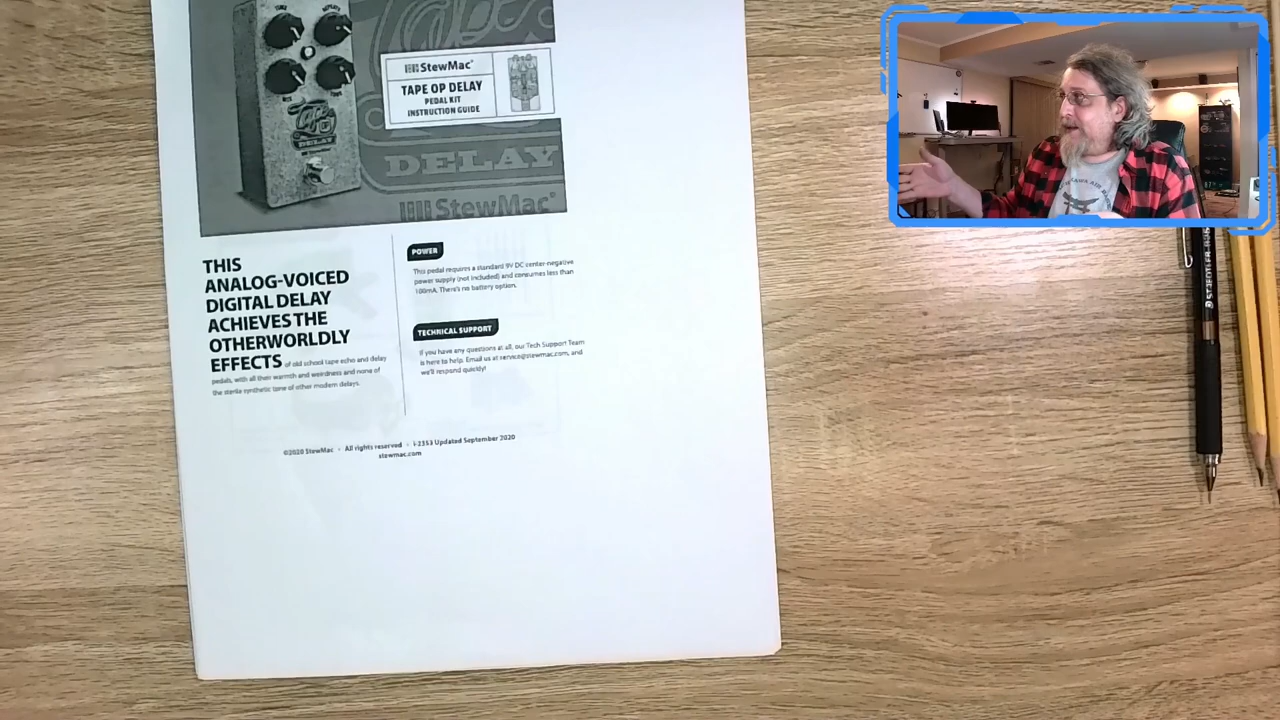 StewMac®
TAPE OP DELAY
PEDAL KIT
INSTRUCTION GUIDE
DELAY
DELAY
StewMac®
THIS
ANALOG-VOICED
DIGITAL DELAY
ACHIEVES THE
OTHERWORLDLY
EFFECTS of old school tape echo and delay
pedals, with all their warmth and weirdness and none of
the sterile synthetic tone of other modern delays.
POWER
This pedal requires a standard 9V DC center-negative
power supply (not included) and consumes less than
100mA. There's no battery option.
TECHNICAL SUPPORT
If you have any questions at all, our Tech Support Team
is here to help. Email us at service@stewmac.com, and
we'll respond quickly!
©2020 StewMac • All rights reserved • i-2353 Updated September 2020
stewmac.com
STAEDTLER